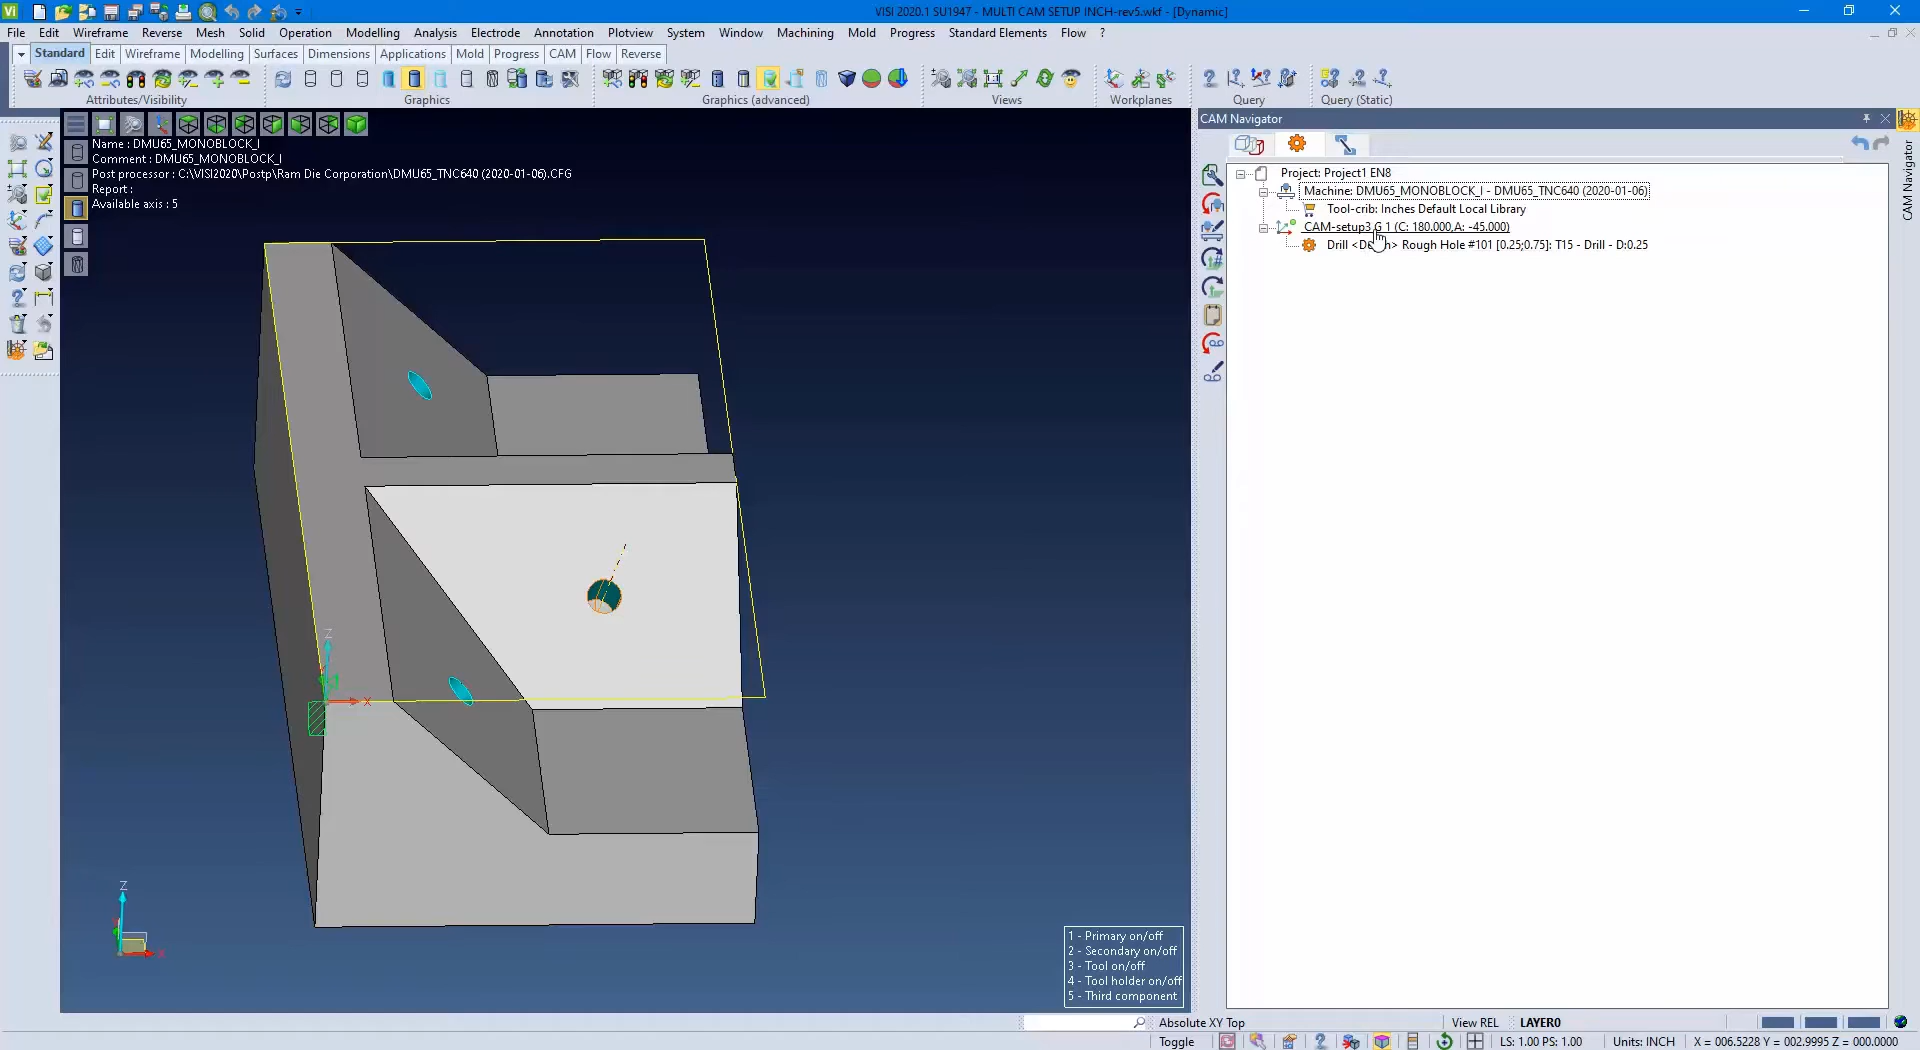 Vi
VISI 2020.1 SU1947 - MULTI CAM SETUP INCH-rev5.wkf - [Dynamic]
File Edit Wireframe Reverse Mesh Solid Operation Modelling Analysis Electrode Annotation Plotview System Window Machining Mold Progress Standard Elements Flow ?
Standard Edit Wireframe Modelling Surfaces Dimensions Applications Mold Progress CAM Flow Reverse
Attributes/Visibility Graphics Graphics (advanced) Views Workplanes Query Query (Static)
CAM Navigator
CAM Navigator
Name : DMU65_MONOBLOCK_I
Comment : DMU65_MONOBLOCK_I
Post processor : C:\VISI2020\Postp\Ram Die Corporation\DMU65_TNC640 (2020-01-06).CFG
Report :
Available axis : 5
Project: Project1 EN8
Machine: DMU65_MONOBLOCK_I - DMU65_TNC640 (2020-01-06)
Tool-crib: Inches Default Local Library
CAM-setup3 G 1 (C: 180.000,A: -45.000)
Rough Hole #101 [0.25;0.75]: T15 - Drill - D:0.25
Z
X
Z
X
1 - Primary on/off
2 - Secondary on/off
3 - Tool on/off
4 - Tool holder on/off
5 - Third component
Absolute XY Top View REL LAYER0
Toggle LS: 1.00 PS: 1.00 Units: INCH X = 006.5228 Y = 002.9995 Z = 000.0000